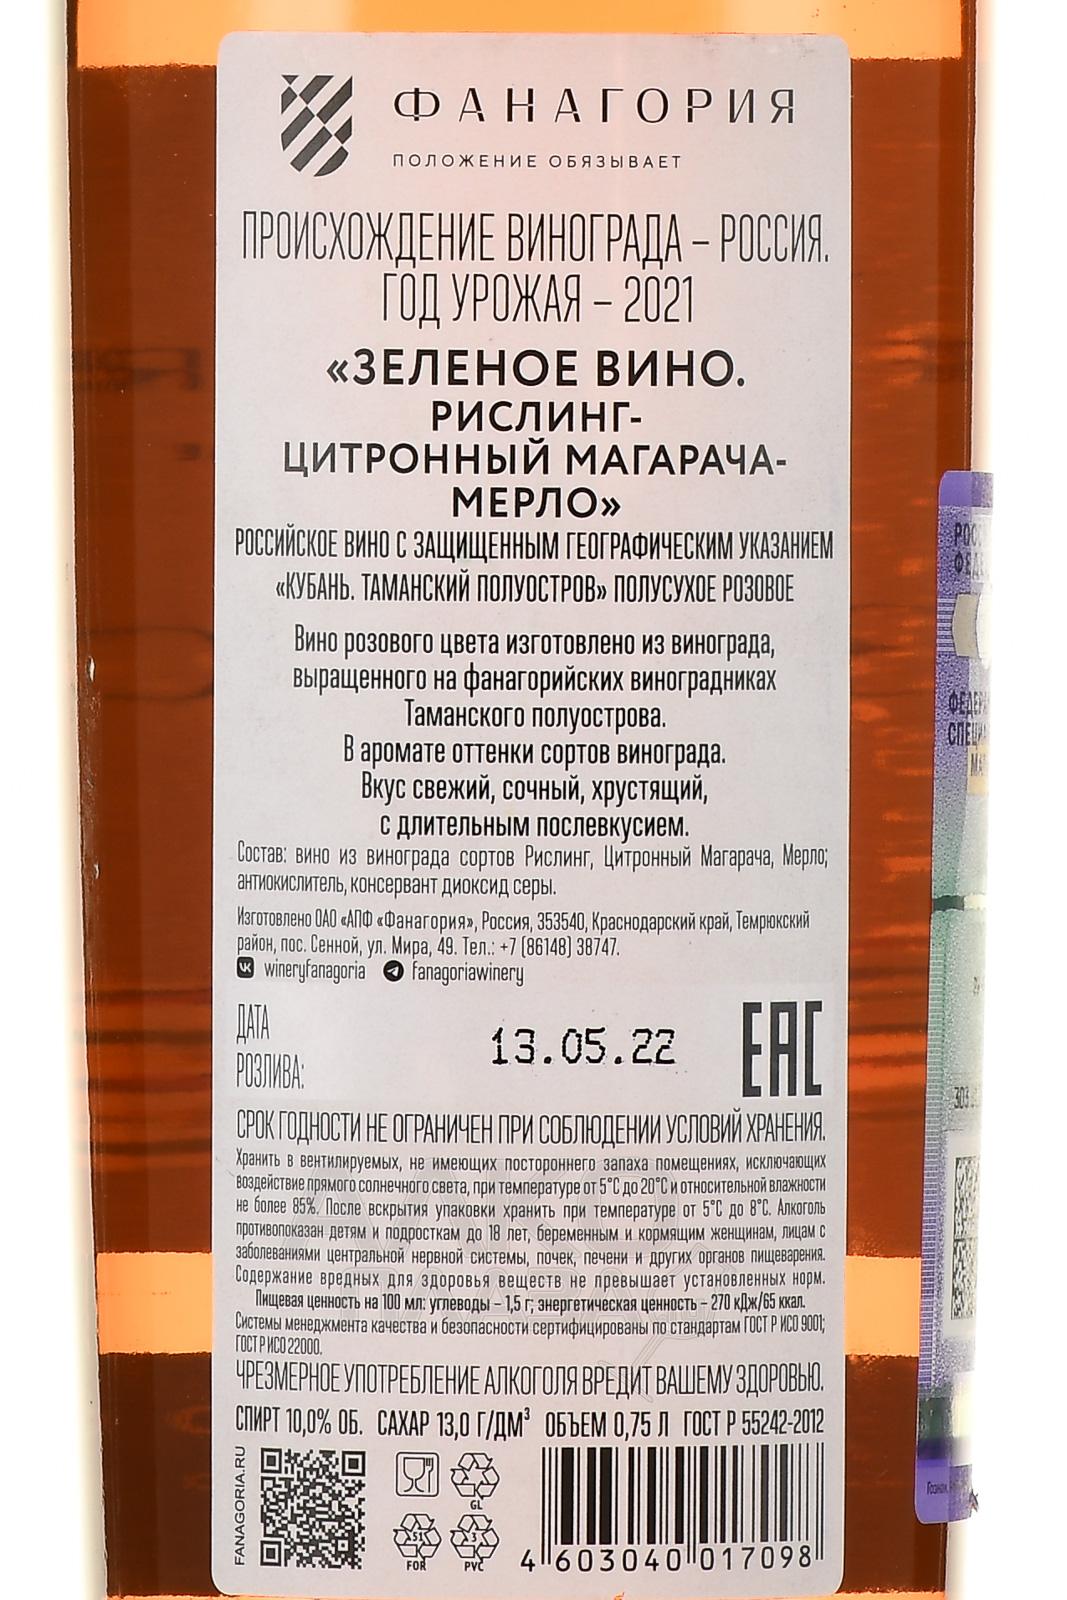 ФАНАГОРИЯ
ПОЛОЖЕНИЕ ОБЯЗЫВАЕТ
ПРОИСХОЖДЕНИЕ ВИНОГРАДА – РОССИЯ.
ГОД УРОЖАЯ – 2021
«ЗЕЛЕНОЕ ВИНО.
РИСЛИНГ-
ЦИТРОННЫЙ МАГАРАЧА-
МЕРЛО»
РОССИЙСКОЕ ВИНО С ЗАЩИЩЕННЫМ ГЕОГРАФИЧЕСКИМ УКАЗАНИЕМ
«КУБАНЬ. ТАМАНСКИЙ ПОЛУОСТРОВ» ПОЛУСУХОЕ РОЗОВОЕ
Вино розового цвета изготовлено из винограда,
выращенного на фанагорийских виноградниках
Таманского полуострова.
В аромате оттенки сортов винограда.
Вкус свежий, сочный, хрустящий,
с длительным послевкусием.
Состав: вино из винограда сортов Рислинг, Цитронный Магарача, Мерло;
антиокислитель, консервант диоксид серы.
Изготовлено ОАО «АПФ «Фанагория», Россия, 353540, Краснодарский край, Темрюкский
район, пос. Сенной, ул. Мира, 49. Тел.: +7 (86148) 38747.
wineryfanagoria fanagoriawinery
ДАТА
РОЗЛИВА:
13.05.22
EAC
СРОК ГОДНОСТИ НЕ ОГРАНИЧЕН ПРИ СОБЛЮДЕНИИ УСЛОВИЙ ХРАНЕНИЯ.
Хранить в вентилируемых, не имеющих постороннего запаха помещениях, исключающих
воздействие прямого солнечного света, при температуре от 5°С до 20°С и относительной влажности
не более 85%. После вскрытия упаковки хранить при температуре от 5°С до 8°С. Алкоголь
противопоказан детям и подросткам до 18 лет, беременным и кормящим женщинам, лицам с
заболеваниями центральной нервной системы, почек, печени и других органов пищеварения.
Содержание вредных для здоровья веществ не превышает установленных норм.
Пищевая ценность на 100 мл: углеводы – 1,5 г; энергетическая ценность – 270 кДж/65 ккал.
Системы менеджмента качества и безопасности сертифицированы по стандартам ГОСТ Р ИСО 9001;
ГОСТ Р ИСО 22000.
ЧРЕЗМЕРНОЕ УПОТРЕБЛЕНИЕ АЛКОГОЛЯ ВРЕДИТ ВАШЕМУ ЗДОРОВЬЮ.
СПИРТ 10,0% ОБ. САХАР 13,0 Г/ДМ³ ОБЪЕМ 0,75 Л ГОСТ Р 55242-2012
FANAGORIA.RU
GL
51
FOR
3
PVC
4 603040 017098